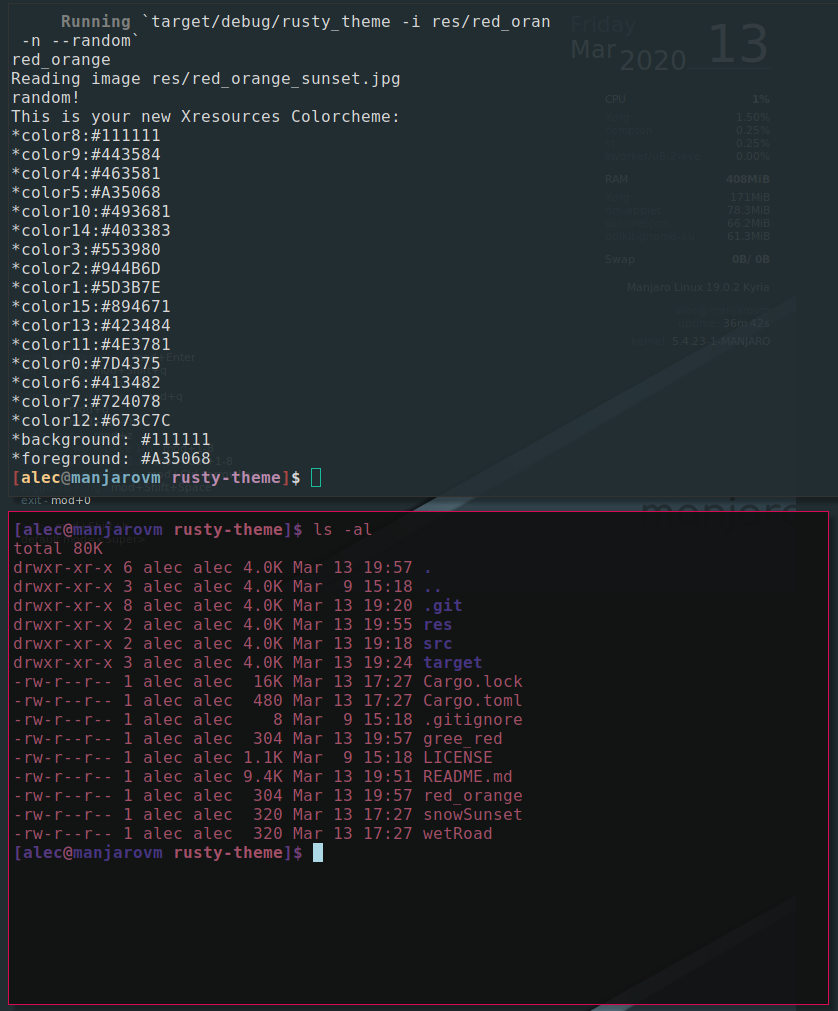 Running `target/debug/rusty_theme -i res/red_oran
-n --random`
red_orange
Reading image res/red_orange_sunset.jpg
random!
This is your new Xresources Colorcheme:
*color8:#111111
*color9:#443584
*color4:#463581
*color5:#A35068
*color10:#493681
*color14:#403383
*color3:#553980
*color2:#944B6D
*color1:#5D3B7E
*color15:#894671
*color13:#423484
*color11:#4E3781
*color0:#7D4375
*color6:#413482
*color7:#724078
*color12:#673C7C
*background: #111111
*foreground: #A35068
[alec@manjarovm rusty-theme]$
Friday
Mar 2020 13
CPU 1%
1.50%
0.25%
0.25%
0.00%
RAM 408MiB
171MiB
78.3MiB
66.2MiB
61.3MiB
Swap 0B/ 0B
Manjaro Linux 19.0.2 Kyria
36m 42s
5.4.23-1-MANJARO
exit - mod+0
manjaro
[alec@manjarovm rusty-theme]$ ls -al
total 80K
drwxr-xr-x 6 alec alec 4.0K Mar 13 19:57 .
drwxr-xr-x 3 alec alec 4.0K Mar  9 15:18 ..
drwxr-xr-x 8 alec alec 4.0K Mar 13 19:20 .git
drwxr-xr-x 2 alec alec 4.0K Mar 13 19:55 res
drwxr-xr-x 2 alec alec 4.0K Mar 13 19:18 src
drwxr-xr-x 3 alec alec 4.0K Mar 13 19:24 target
-rw-r--r-- 1 alec alec  16K Mar 13 17:27 Cargo.lock
-rw-r--r-- 1 alec alec  480 Mar 13 17:27 Cargo.toml
-rw-r--r-- 1 alec alec    8 Mar  9 15:18 .gitignore
-rw-r--r-- 1 alec alec  304 Mar 13 19:57 gree_red
-rw-r--r-- 1 alec alec 1.1K Mar  9 15:18 LICENSE
-rw-r--r-- 1 alec alec 9.4K Mar 13 19:51 README.md
-rw-r--r-- 1 alec alec  304 Mar 13 19:57 red_orange
-rw-r--r-- 1 alec alec  320 Mar 13 17:27 snowSunset
-rw-r--r-- 1 alec alec  320 Mar 13 17:27 wetRoad
[alec@manjarovm rusty-theme]$